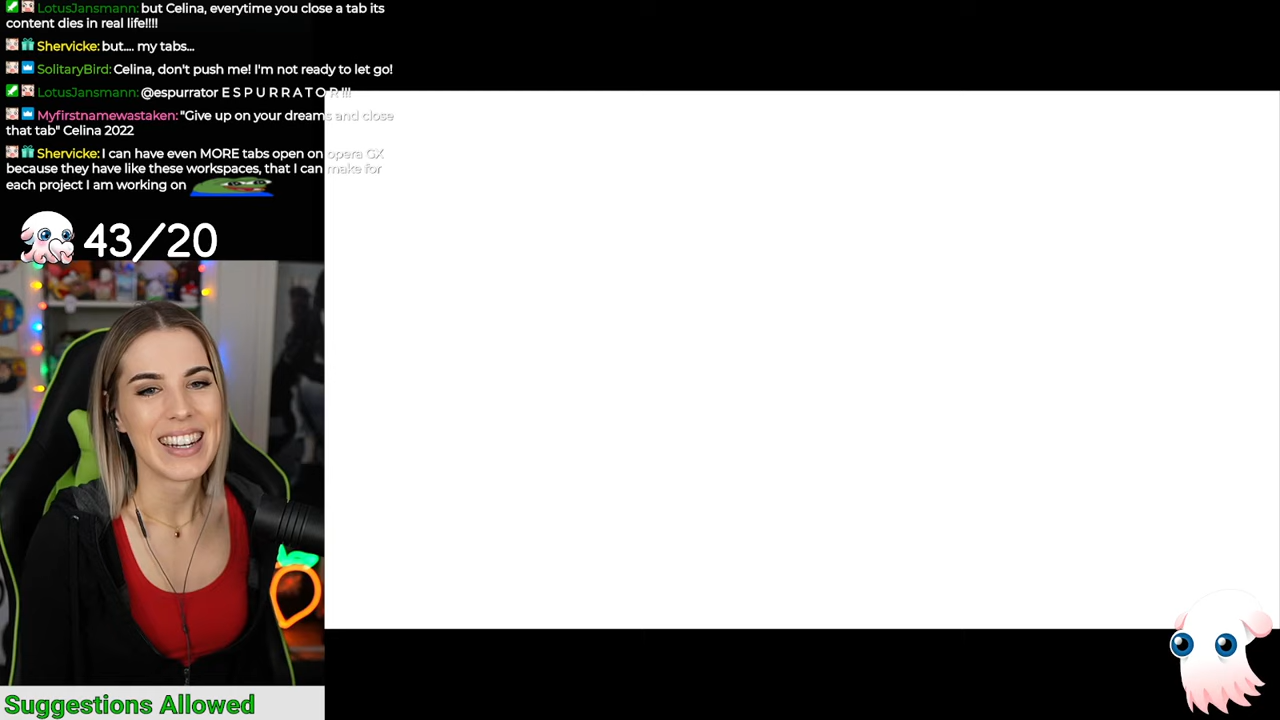 LotusJansmann: but Celina, everytime you close a tab its
content dies in real life!!!!
Shervicke: but.... my tabs...
SolitaryBird: Celina, don't push me! I'm not ready to let go!
LotusJansmann: @espurrator E S P U R R A T O R !!!
Myfirstnamewastaken: "Give up on your dreams and close
that tab" Celina 2022
Shervicke: I can have even MORE tabs open on opera GX
because they have like these workspaces, that I can make for
each project I am working on
43/20
Suggestions Allowed